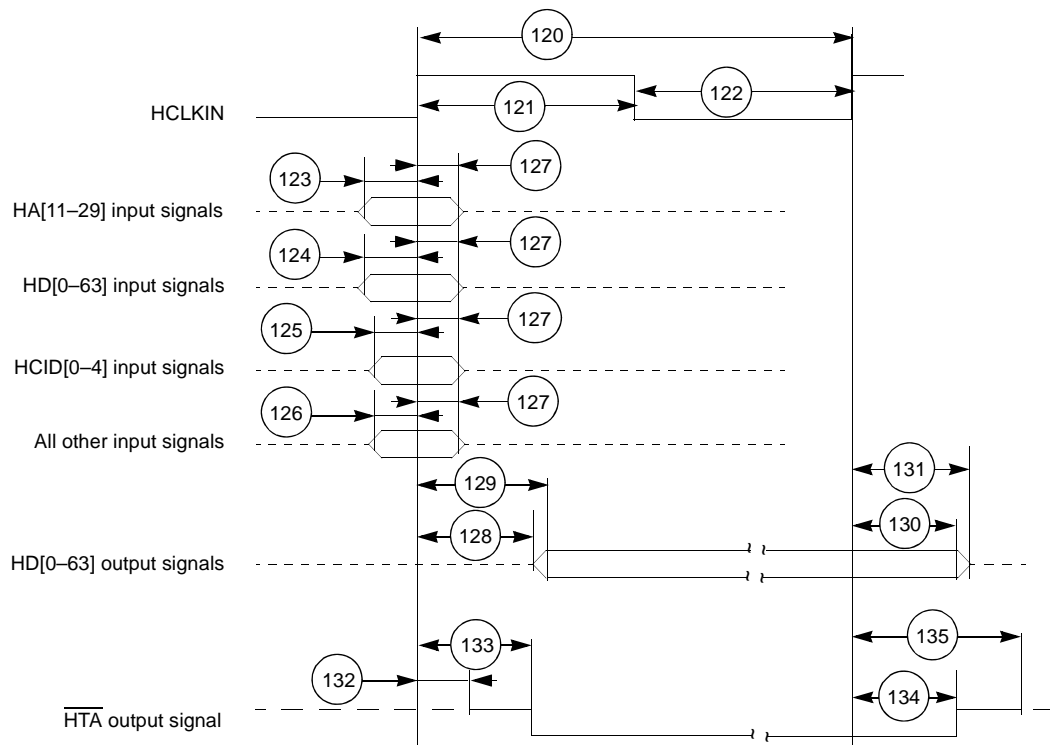 120
121
122
HCLKIN
127
123
HA[11–29] input signals
127
124
HD[0–63] input signals
127
125
HCID[0–4] input signals
127
126
All other input signals
131
129
130
128
HD[0–63] output signals
135
133
132
134
HTA output signal